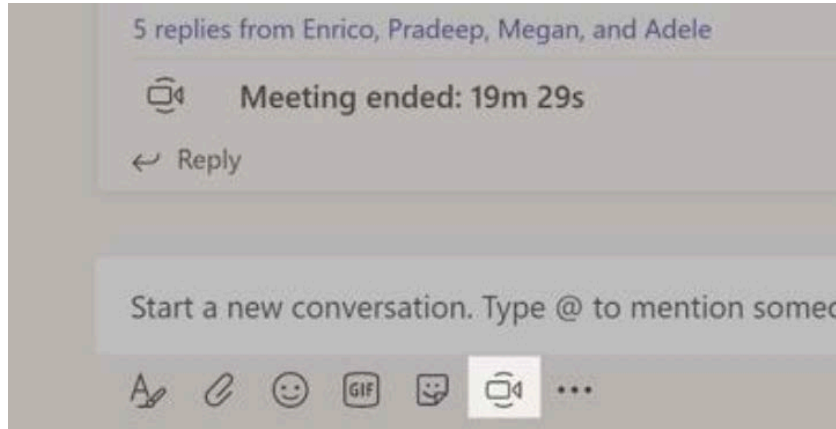 5 replies from Enrico, Pradeep, Megan, and Adele
Meeting ended: 19m 29s
Reply
Start a new conversation. Type @ to mention
GIF